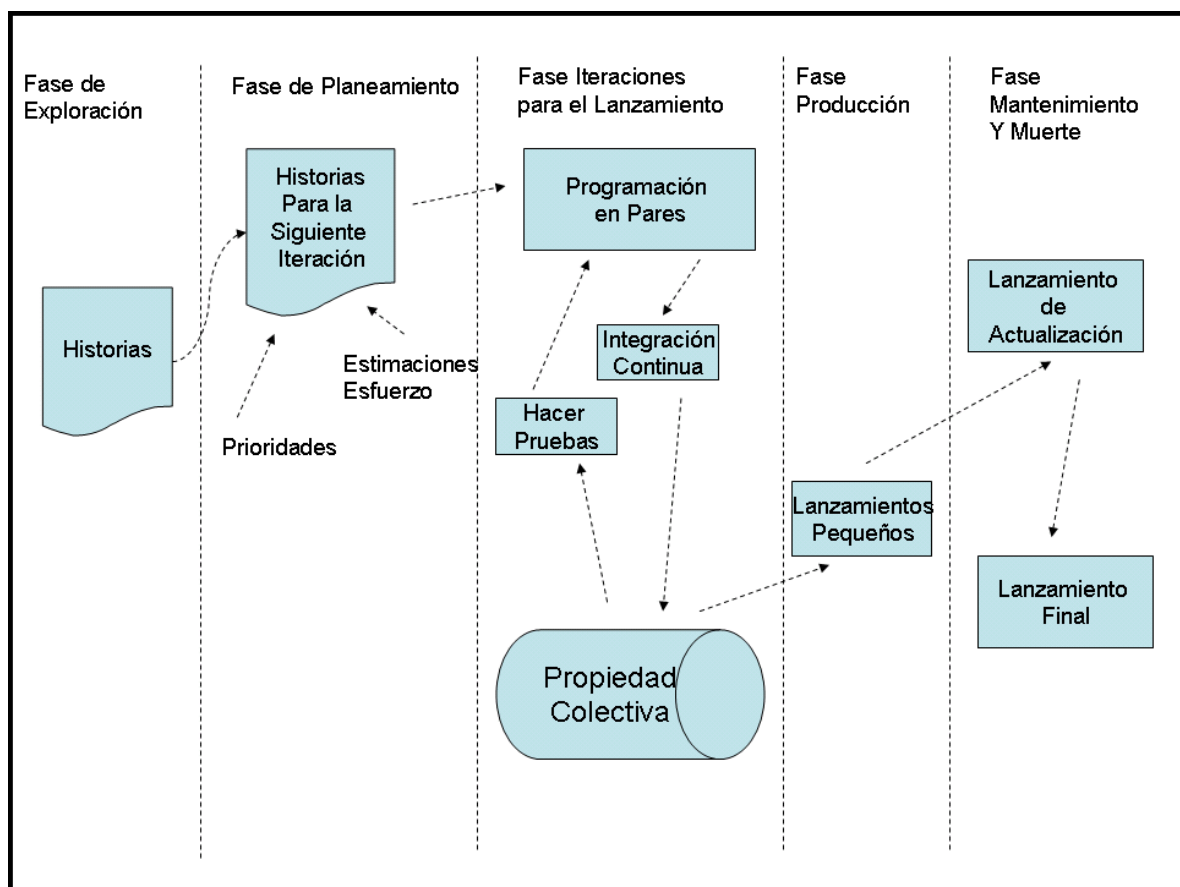 Fase de
Exploración
Fase de Planeamiento
Fase Iteraciones
para el Lanzamiento
Fase
Producción
Fase
Mantenimiento
Y Muerte
Historias
Historias
Para la
Siguiente
Iteración
Prioridades
Estimaciones
Esfuerzo
Programación
en Pares
Integración
Continua
Hacer
Pruebas
Propiedad
Colectiva
Lanzamientos
Pequeños
Lanzamiento
de
Actualización
Lanzamiento
Final